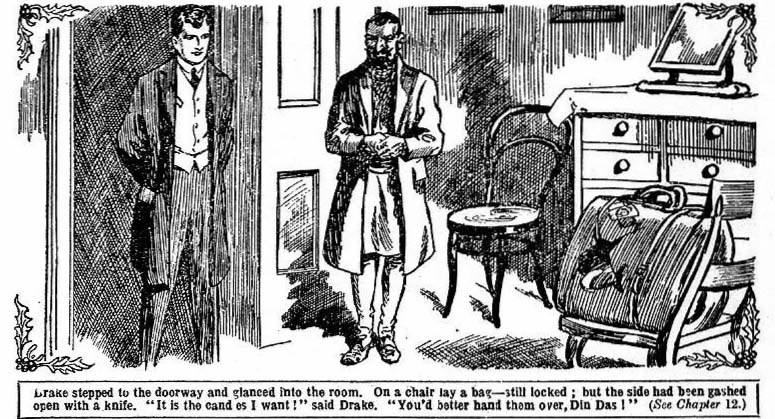 Drake stepped to the doorway and glanced into the room. On a chair lay a bag—still locked; but the side had been gashed
open with a knife. "It is the cand es I want!" said Drake. "You'd better hand them over, Din Das!" (See Chapter 12.)